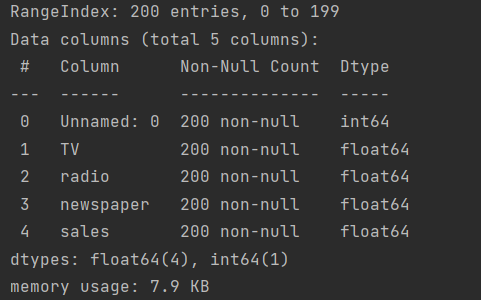 RangeIndex: 200 entries, 0 to 199
Data columns (total 5 columns):
 #   Column      Non-Null Count  Dtype
---  ------      --------------  -----
 0   Unnamed: 0  200 non-null    int64
 1   TV          200 non-null    float64
 2   radio       200 non-null    float64
 3   newspaper   200 non-null    float64
 4   sales       200 non-null    float64
dtypes: float64(4), int64(1)
memory usage: 7.9 KB